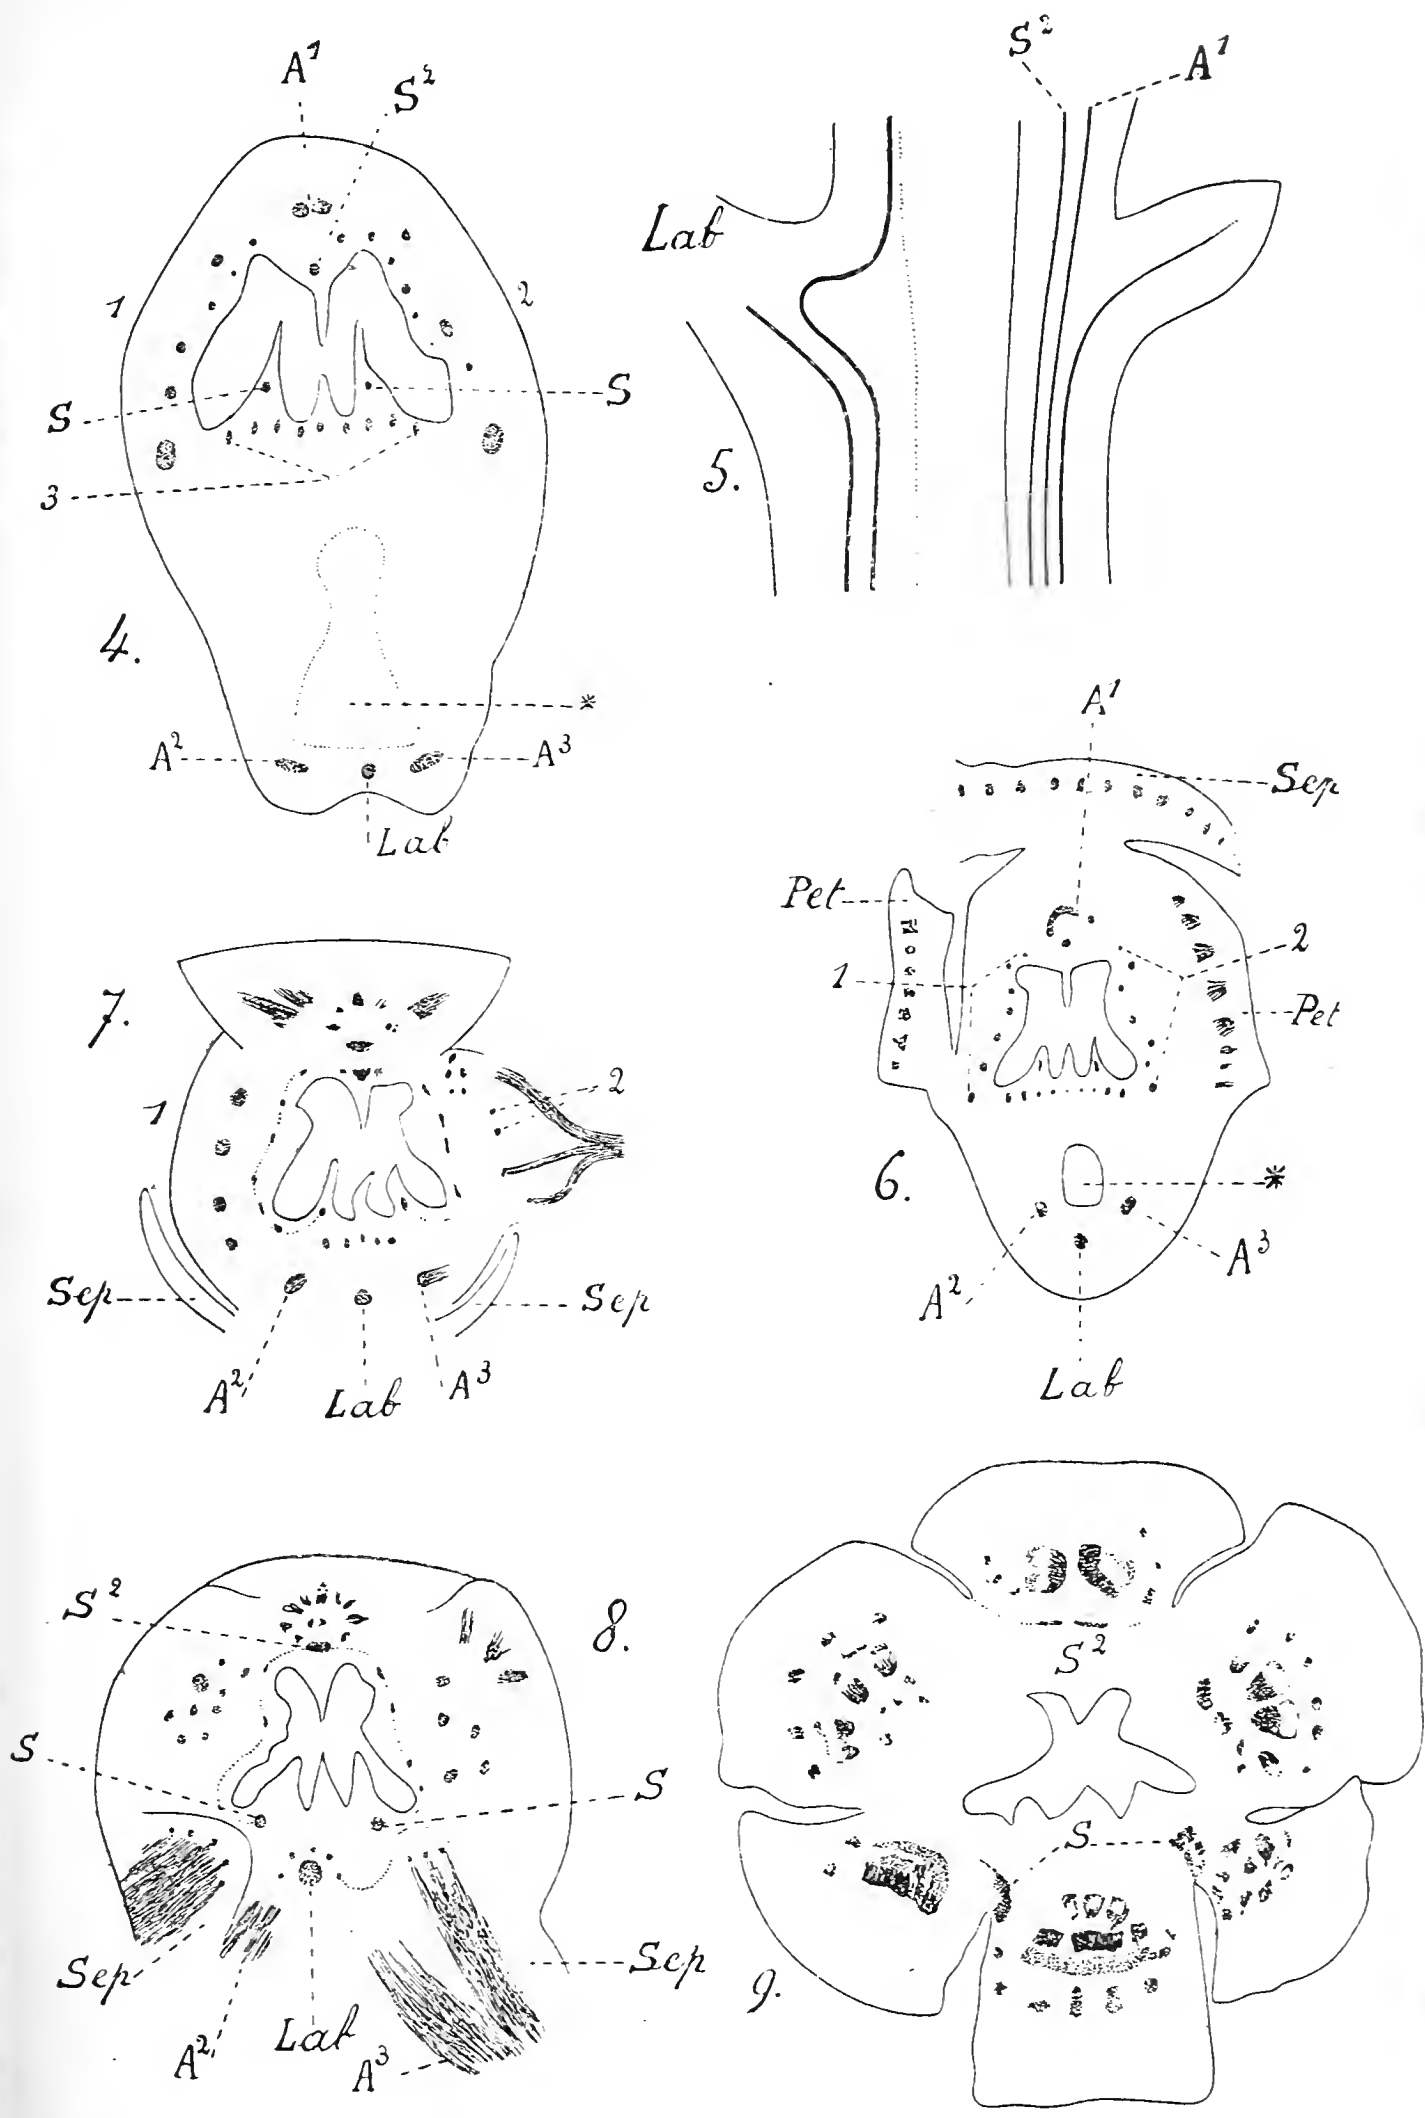 A¹
S²
1
2
S
S
3
4.
*
A²
A³
Lab
S²
A¹
Lab
5.
A¹
Sep
Pet
1
2
Pet
6.
*
A²
A³
Lab
7.
1
2
Sep
Sep
A²
Lab
A³
S²
8.
S
S
Sep
Sep
A²
Lab
A³
S²
S
9.